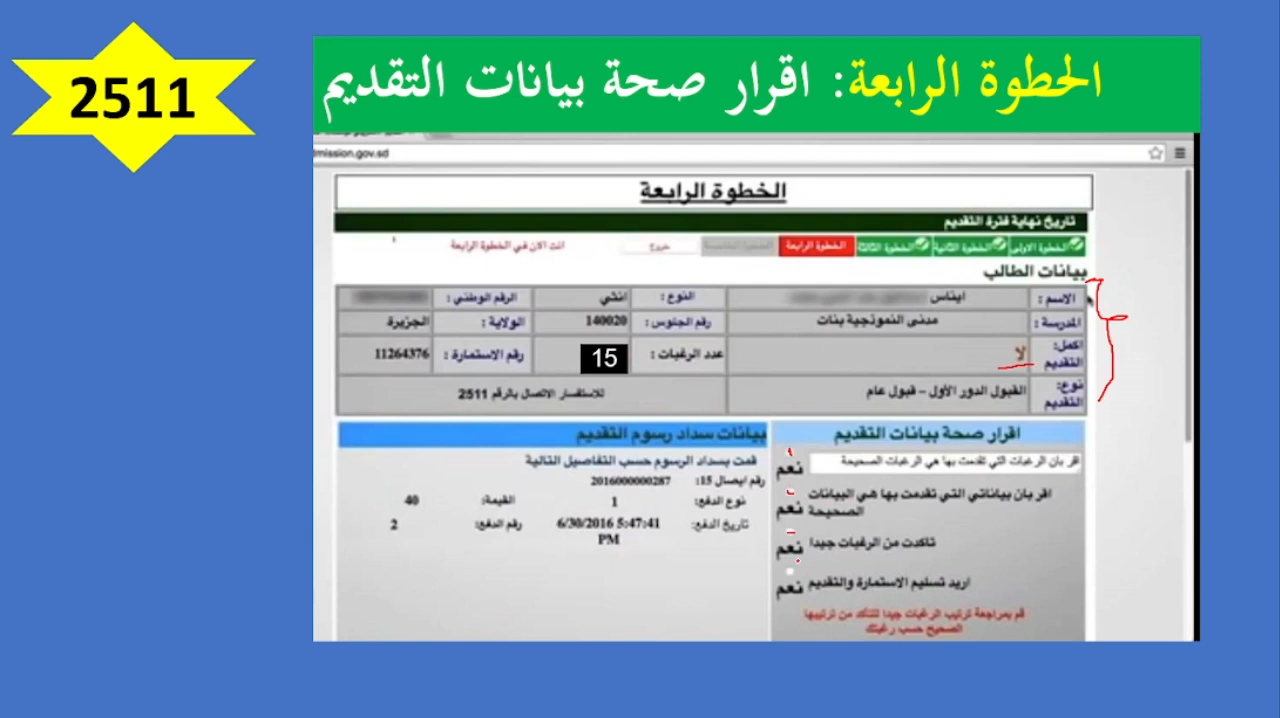 2511
الخطوة الرابعة: اقرار صحة بيانات التقديم
mission.gov.sd
الخطوة الرابعة
تاريخ نهاية فترة التقديم
الخطوة الاولى الخطوة الثانية الخطوة الثالثة الخطوة الرابعة الخطوة الخامسة خروج انت الان في الخطوة الرابعة
بيانات الطالب
الاسم : ايناس النوع : انثي الرقم الوطني :
المدرسة : مدنى النموذجية بنات رقم الجلوس : 140020 الولاية : الجزيرة
اكمل: التقديم لا عدد الرغبات : 15 رقم الاستمارة : 11264376
نوع: التقديم القبول الدور الأول - قبول عام للاستفسار الاتصال بالرقم 2511
اقرار صحة بيانات التقديم
اقر بان الرغبات التي تقدمت بها هي الرغبات الصحيحة نعم
اقر بان بياناتي التي تقدمت بها هي البيانات
الصحيحة نعم
تاكدت من الرغبات جيدا نعم
اريد تسليم الاستمارة والتقديم نعم
قم بمراجعة ترتيب الرغبات جيدا للتأكد من ترتيبها
الصحيح حسب رغبتك
بيانات سداد رسوم التقديم
قمت بسداد الرسوم حسب التفاصيل التالية
رقم ايصال 15: 2016000000287
نوع الدفع: 1 القيمة: 40
تاريخ الدفع: 6/30/2016 5:47:41 رقم الدفع: 2
PM